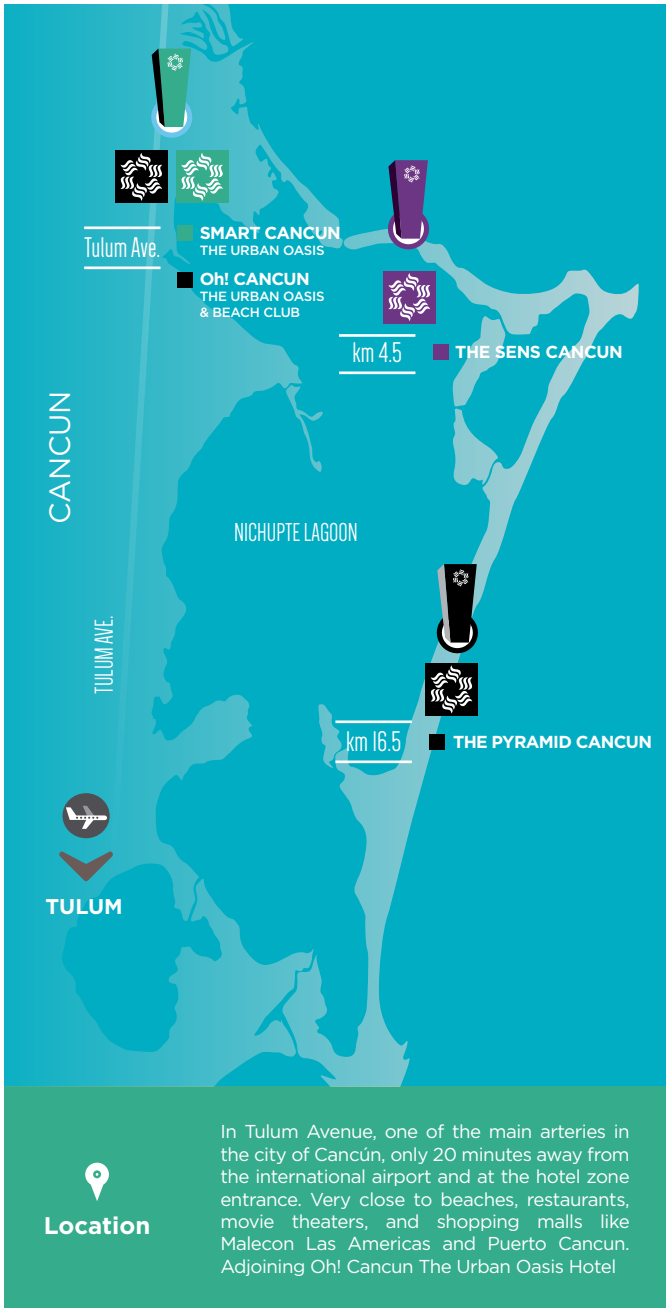 Tulum Ave.
SMART CANCUN
THE URBAN OASIS
Oh! CANCUN
THE URBAN OASIS
& BEACH CLUB
km 4.5
THE SENS CANCUN
CANCUN
NICHUPTE LAGOON
TULUM AVE.
km 16.5
THE PYRAMID CANCUN
TULUM
Location
In Tulum Avenue, one of the main arteries in
the city of Cancún, only 20 minutes away from
the international airport and at the hotel zone
entrance. Very close to beaches, restaurants,
movie theaters, and shopping malls like
Malecon Las Americas and Puerto Cancun.
Adjoining Oh! Cancun The Urban Oasis Hotel